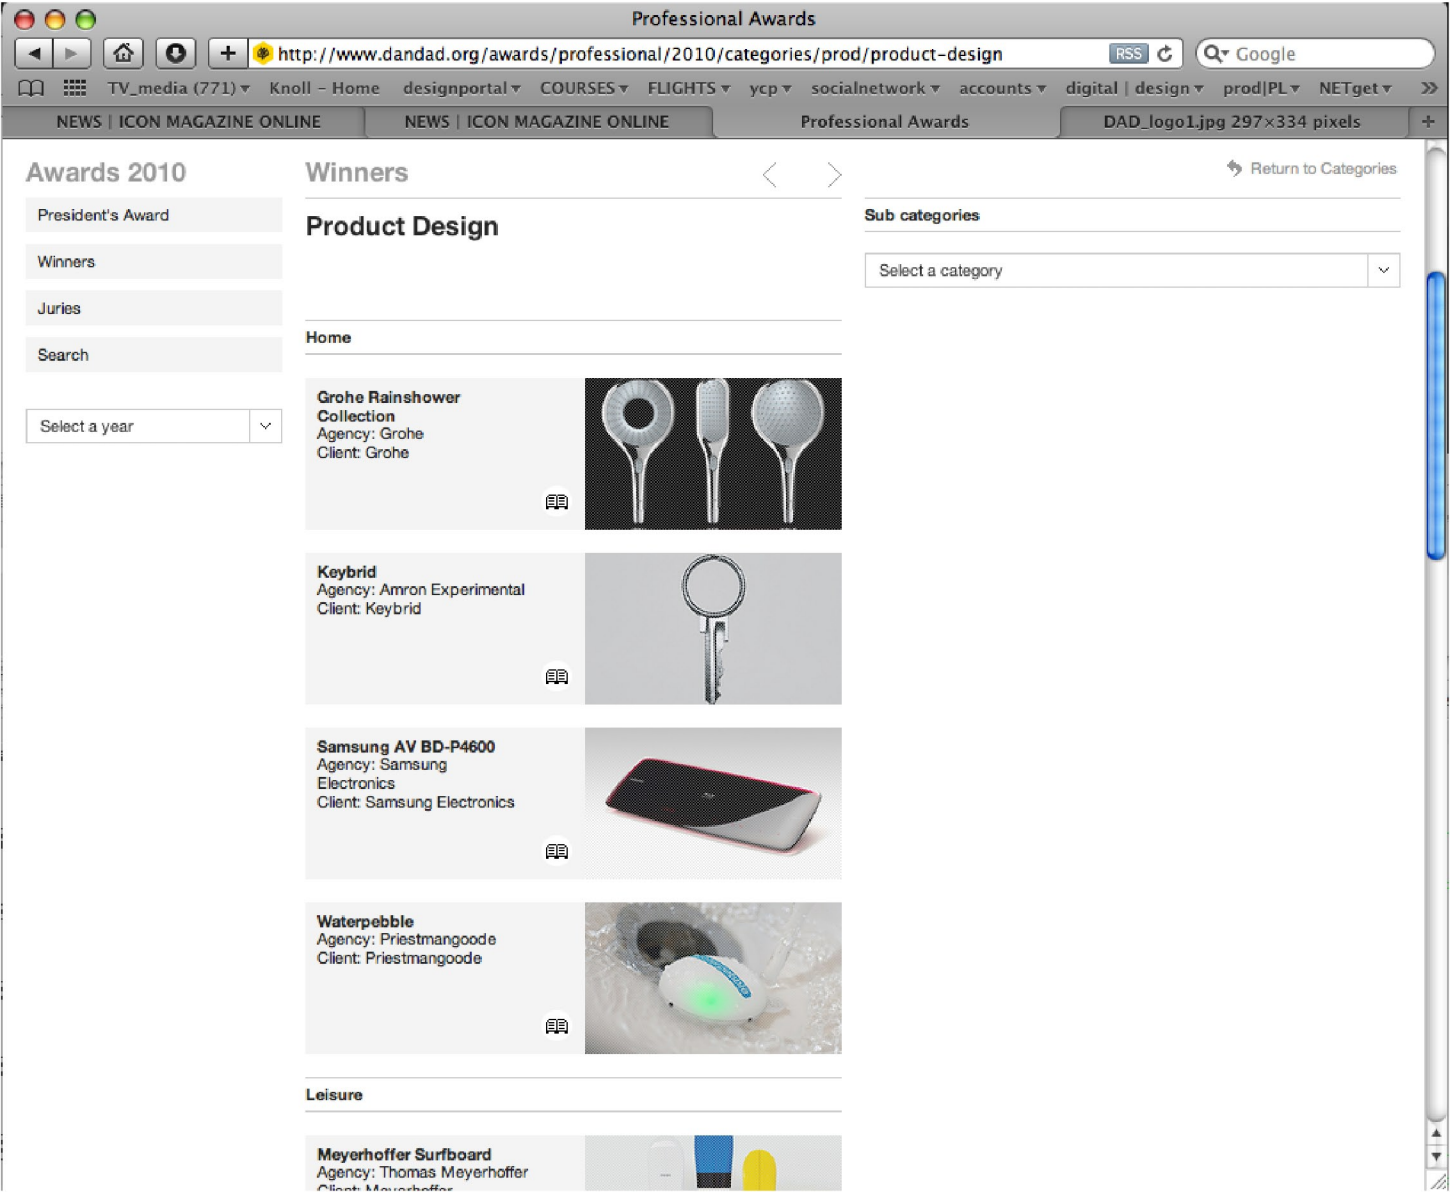 Professional Awards
http://www.dandad.org/awards/professional/2010/categories/prod/product-design
RSS
Google
TV_media (771)
Knoll - Home
designportal
COURSES
FLIGHTS
ycp
socialnetwork
accounts
digital | design
prod|PL
NETget
NEWS | ICON MAGAZINE ONLINE
NEWS | ICON MAGAZINE ONLINE
Professional Awards
DAD_logo1.jpg 297×334 pixels
Awards 2010
President's Award
Winners
Juries
Search
Select a year
Winners
Product Design
Home
Grohe Rainshower
Collection
Agency: Grohe
Client: Grohe
Keybrid
Agency: Amron Experimental
Client: Keybrid
Samsung AV BD-P4600
Agency: Samsung
Electronics
Client: Samsung Electronics
Waterpebble
Agency: Priestmangoode
Client: Priestmangoode
Leisure
Meyerhoffer Surfboard
Agency: Thomas Meyerhoffer
Client: Meyerhoffer
Return to Categories
Sub categories
Select a category